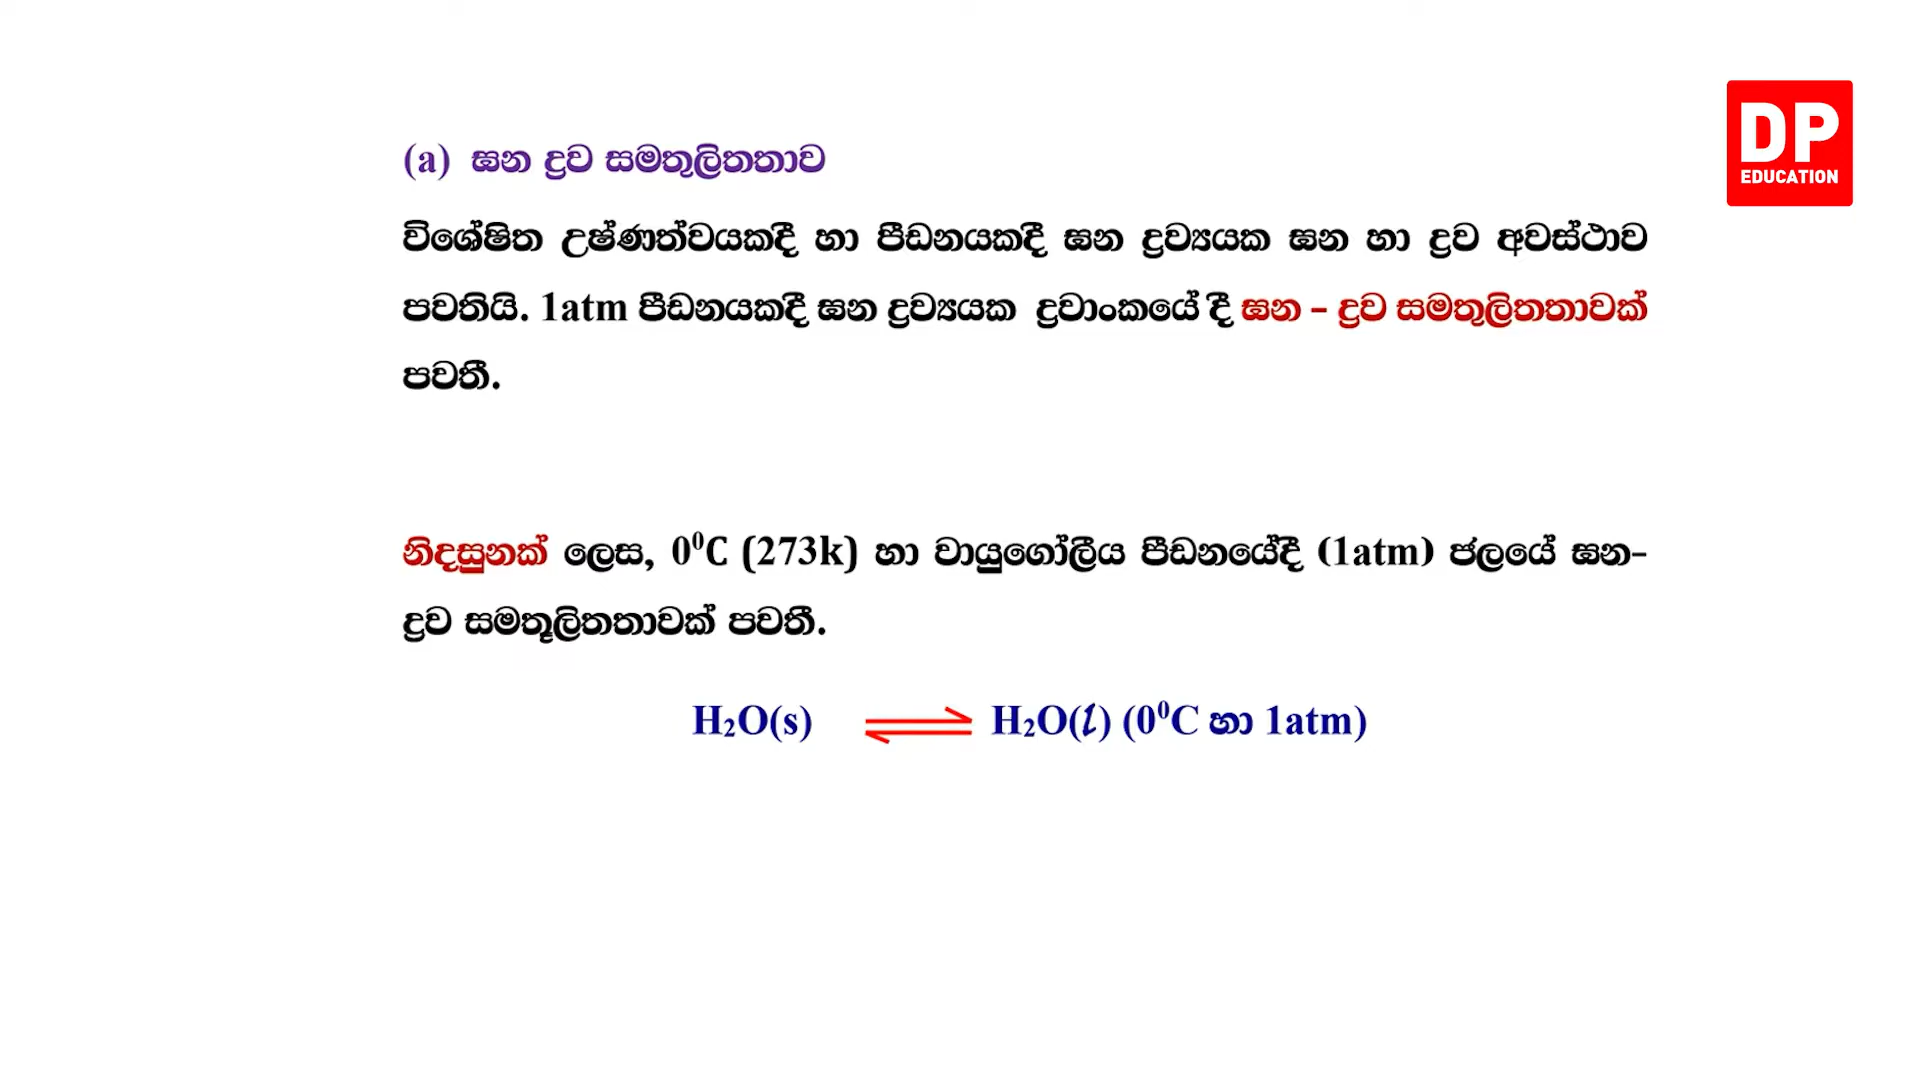 DP
EDUCATION
(a) ඝන ද්‍රව සමතුලිතතාව
විශේෂිත උෂ්ණත්වයකදී හා පීඩනයකදී ඝන ද්‍රව්‍යයක ඝන හා ද්‍රව අවස්ථාව
පවතියි. 1atm පීඩනයකදී ඝන ද්‍රව්‍යයක ද්‍රවාංකයේ දී ඝන – ද්‍රව සමතුලිතතාවක්
පවතී.
නිදසුනක් ලෙස, 0⁰C (273k) හා වායුගෝලීය පීඩනයේදී (1atm) ජලයේ ඝන–
ද්‍රව සමතූලිතතාවක් පවතී.
H₂O(s) ⇌ H₂O(l) (0⁰C හා 1atm)